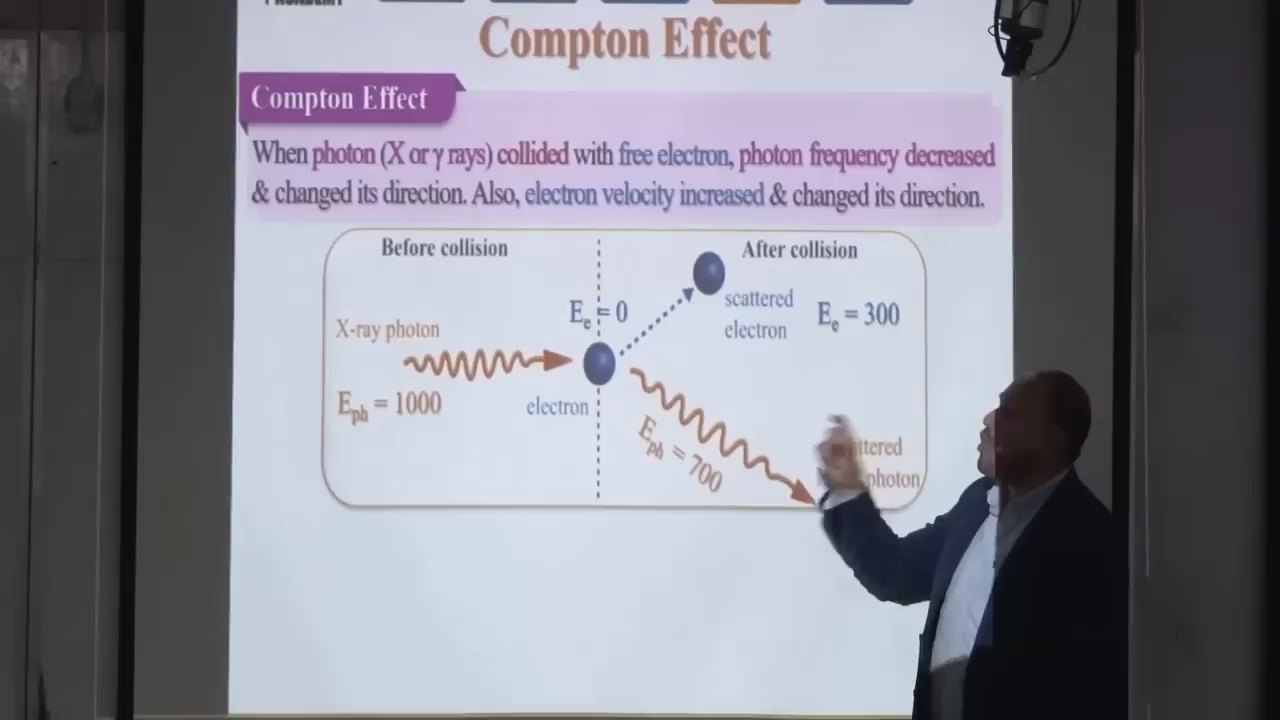 Compton Effect
Compton Effect
When photon (X or γ rays) collided with free electron, photon frequency decreased
& changed its direction. Also, electron velocity increased & changed its direction.
Before collision
After collision
Ee = 0
scattered
electron
Ee = 300
X-ray photon
Eph = 1000
electron
Eph = 700
photon